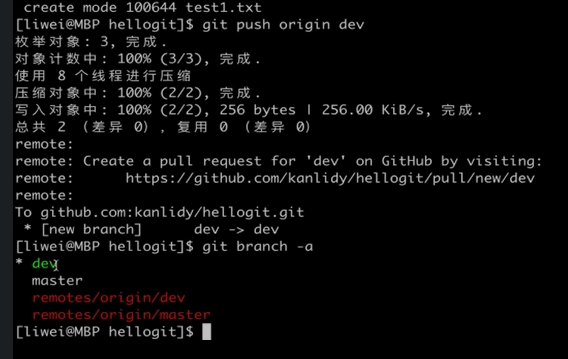 create mode 100644 test1.txt
[liwei@MBP hellogit]$ git push origin dev
枚举对象: 3, 完成.
对象计数中: 100% (3/3), 完成.
使用 8 个线程进行压缩
压缩对象中: 100% (2/2), 完成.
写入对象中: 100% (2/2), 256 bytes | 256.00 KiB/s, 完成.
总共 2 （差异 0）, 复用 0 （差异 0）
remote:
remote: Create a pull request for 'dev' on GitHub by visiting:
remote:      https://github.com/kanlidy/hellogit/pull/new/dev
remote:
To github.com:kanlidy/hellogit.git
 * [new branch]      dev -> dev
[liwei@MBP hellogit]$ git branch -a
* dev
  master
  remotes/origin/dev
  remotes/origin/master
[liwei@MBP hellogit]$